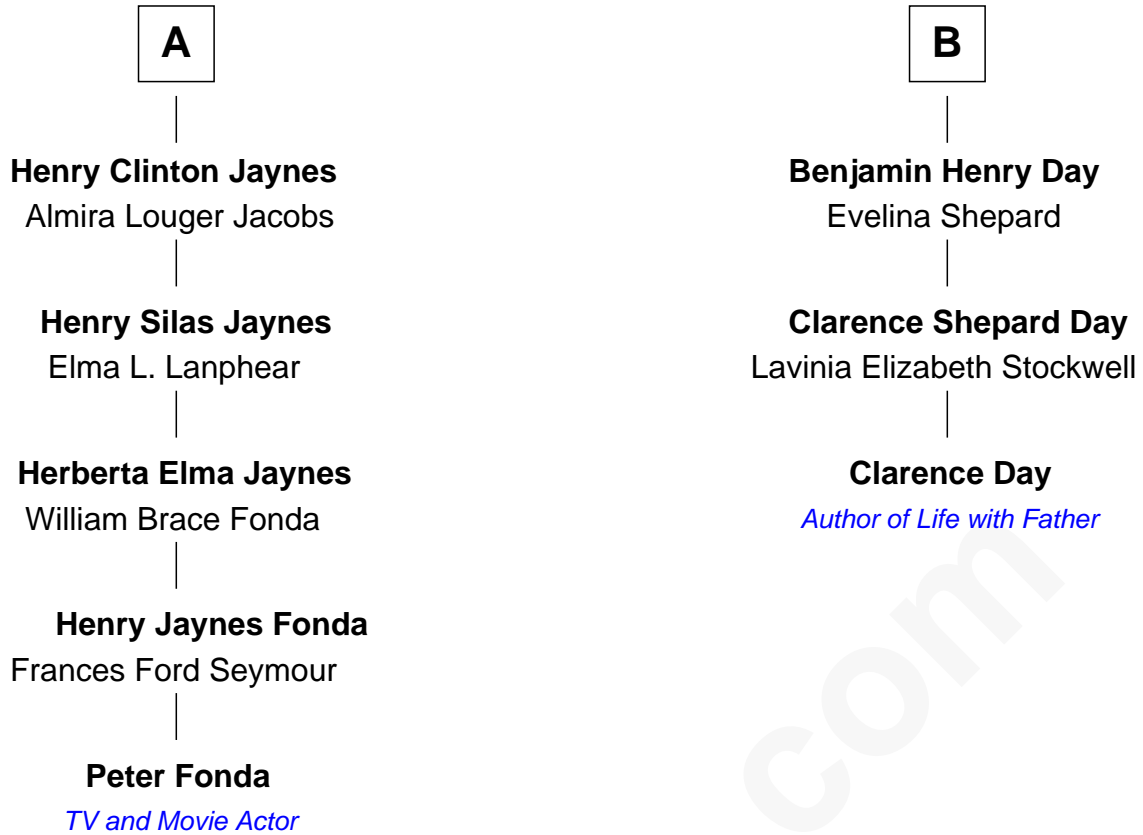 A
Henry Clinton Jaynes
Almira Louger Jacobs
Henry Silas Jaynes
Elma L. Lanphear
Herberta Elma Jaynes
William Brace Fonda
Henry Jaynes Fonda
Frances Ford Seymour
Peter Fonda
TV and Movie Actor
B
Benjamin Henry Day
Evelina Shepard
Clarence Shepard Day
Lavinia Elizabeth Stockwell
Clarence Day
Author of Life with Father
com